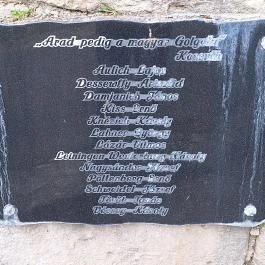 „Arad pedig a magyar Golgota”
Kossuth
Aulich Lajos
Dessewffy Arisztid
Damjanich János
Kiss Ernő
Knézich Károly
Lahner György
Lázár Vilmos
Leiningen-Westerburg Károly
Nagysándor József
Pöltenberg Ernő
Schweidel József
Török Ignác
Vécsey Károly